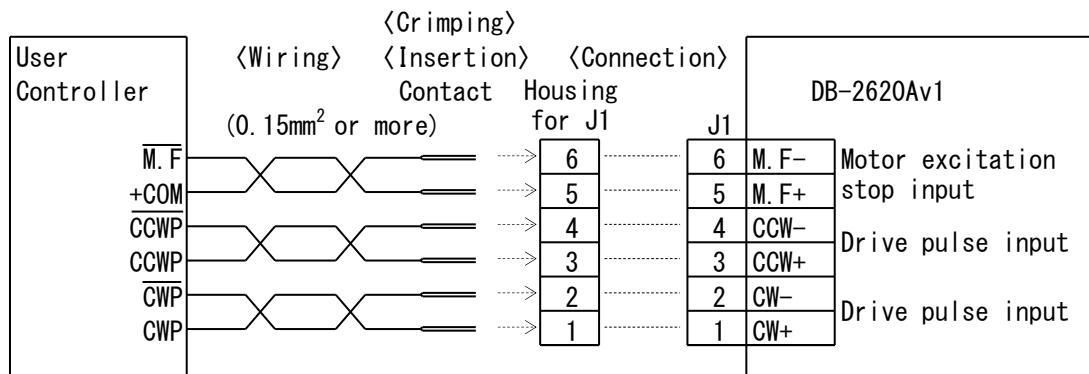 〈Crimping〉
User 〈Wiring〉 〈Insertion〉 〈Connection〉
Controller Contact Housing DB-2620Av1
(0.15mm² or more) for J1 J1
M.F 6 6 M.F- Motor excitation
+COM 5 5 M.F+ stop input
CCWP 4 4 CCW- Drive pulse input
CCWP 3 3 CCW+
CWP 2 2 CW- Drive pulse input
CWP 1 1 CW+